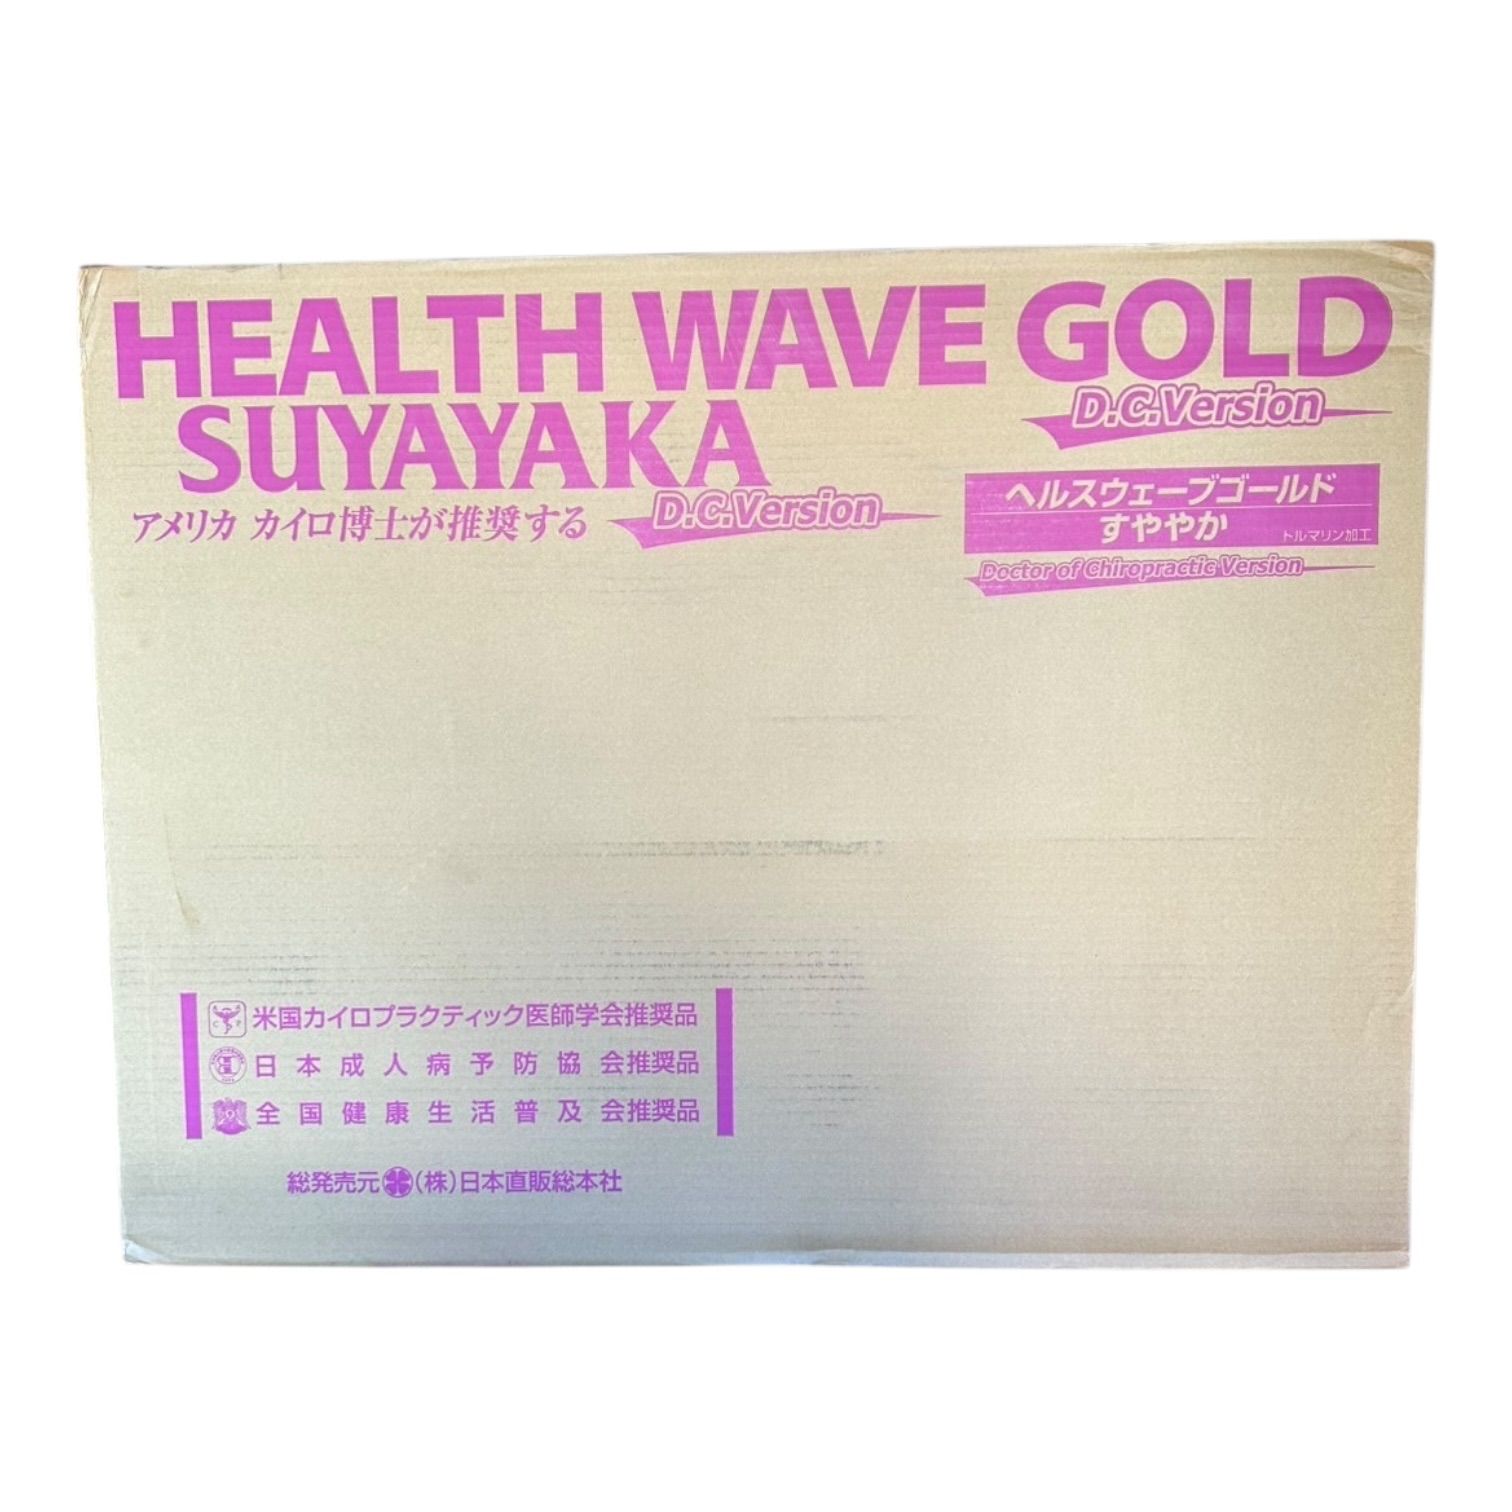 HEALTH WAVE GOLD
D.C.Version
SUYAYAKA
D.C.Version
アメリカ カイロ博士が推奨する
ヘルスウェーブゴールド
すややか
トルマリン加工
Doctor of Chiropractic Version
米国カイロプラクティック医師学会推奨品
日本成人病予防協会推奨品
全国健康生活普及会推奨品
総発売元(株)日本直販総本社